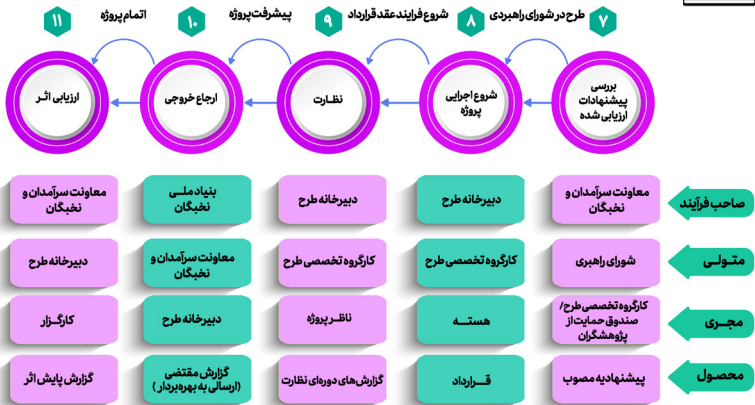 ۷
طرح در شورای راهبردی
۸
شروع فرایند عقد قرارداد
۹
پیشرفت پروژه
۱۰
اتمام پروژه
۱۱
بررسی
پیشنهادات
ارزیابی شده
شروع اجرایی
پروژه
نظارت
ارجاع خروجی
ارزیابی اثر
صاحب فرآیند
معاونت سرآمدان و
نخبگان
دبیرخانه طرح
دبیرخانه طرح
بنیاد ملی
نخبگان
معاونت سرآمدان و
نخبگان
متولی
شورای راهبری
کارگروه تخصصی طرح
کارگروه تخصصی طرح
معاونت سرآمدان و
نخبگان
دبیرخانه طرح
مجری
کارگروه تخصصی طرح/
صندوق حمایت از
پژوهشگران
هسته
ناظر پروژه
دبیرخانه طرح
کارگزار
محصول
پیشنهادیه مصوب
قرارداد
گزارش‌های دوره‌ای نظارت
گزارش مقتضی
(ارسالی به بهره‌بردار)
گزارش پایش اثر